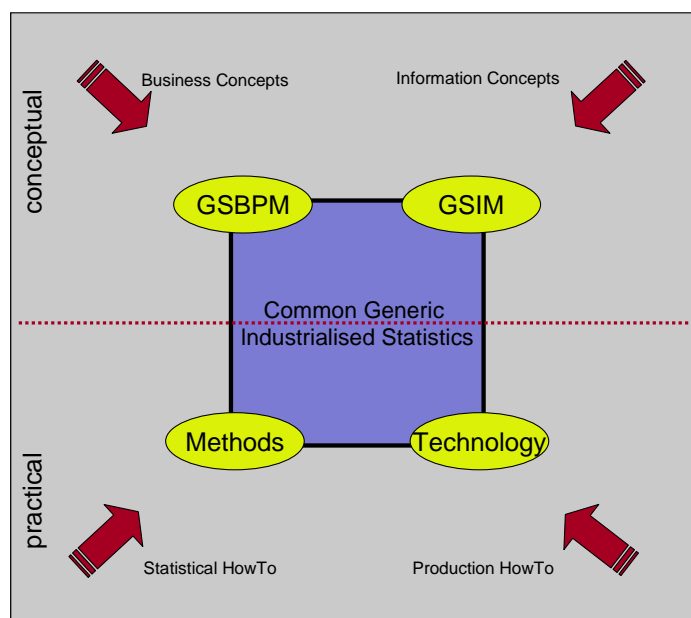 Business Concepts
Information Concepts
conceptual
GSBPM
GSIM
Common Generic
Industrialised Statistics
Methods
Technology
practical
Statistical HowTo
Production HowTo